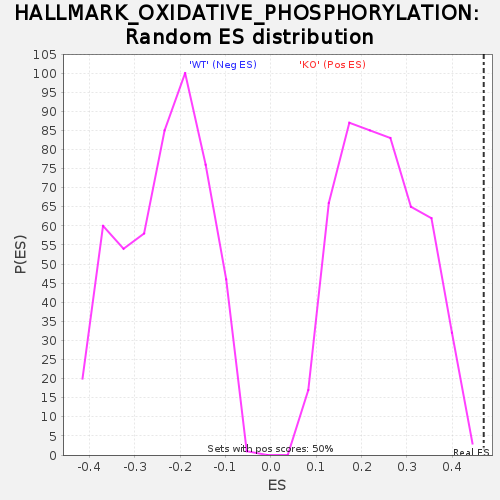 HALLMARK_OXIDATIVE_PHOSPHORYLATION:
Random ES distribution
'WT' (Neg ES) 'KO' (Pos ES)
105
100
95
90
85
80
75
70
65
60
55
50
45
40
35
30
25
20
15
10
5
0
P(ES)
Sets with pos scores: 50%
Real ES
-0.4 -0.3 -0.2 -0.1 0.0 0.1 0.2 0.3 0.4
ES